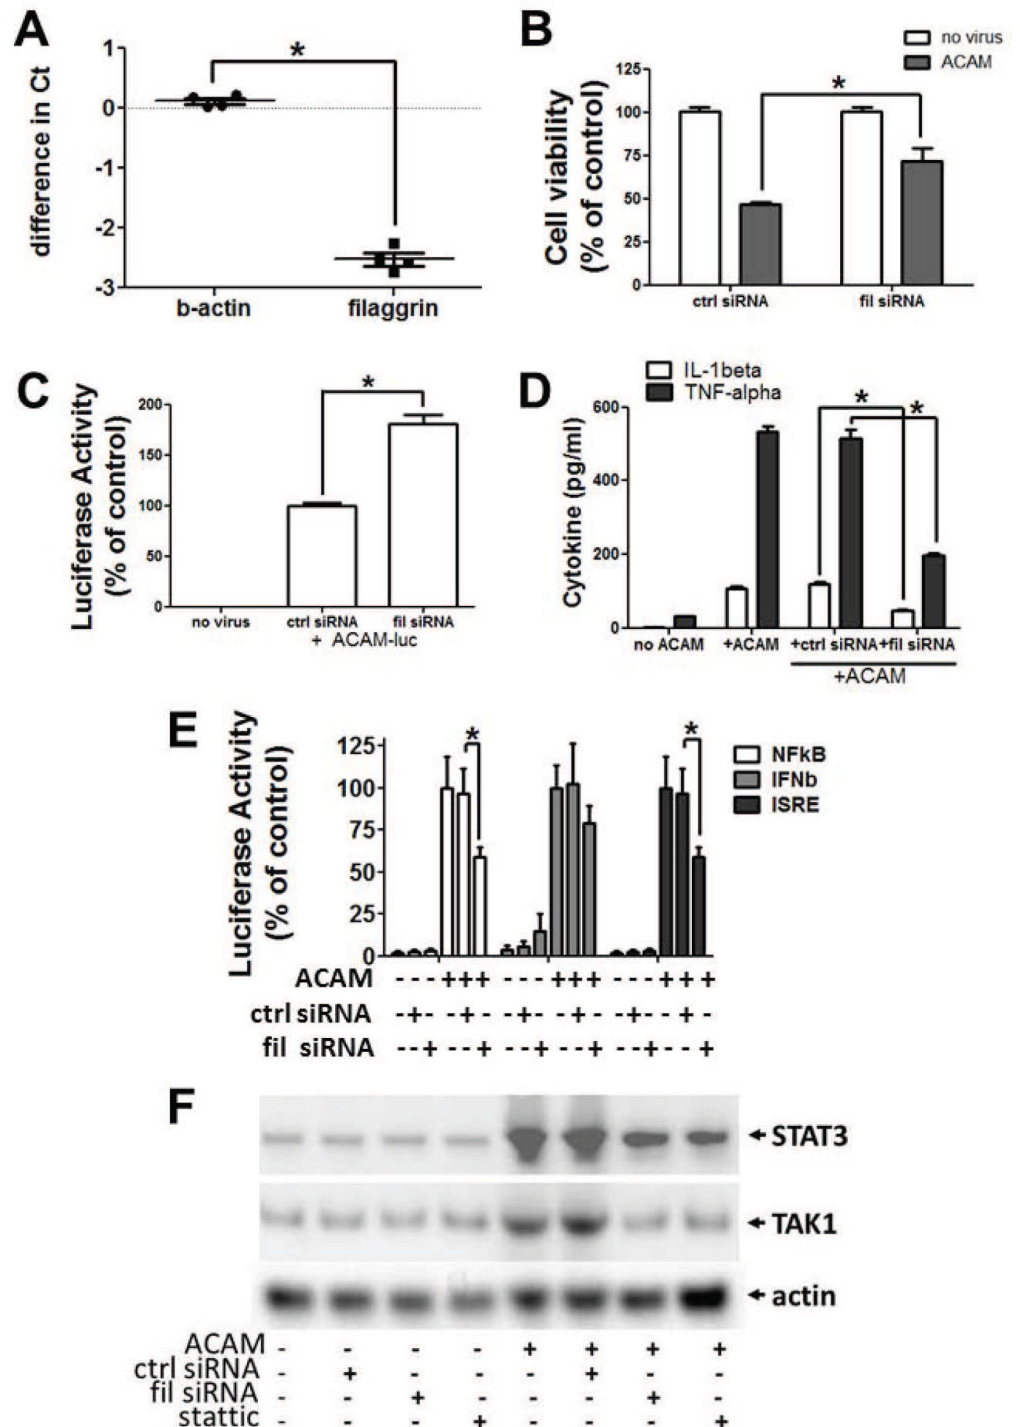 A
difference in Ct
1
0
-1
-2
-3
*
b-actin filaggrin
B
no virus
ACAM
Cell viability
(% of control)
125
100
75
50
25
0
*
ctrl siRNA fil siRNA
C
Luciferase Activity
(% of control)
200
150
100
50
0
*
no virus ctrl siRNA fil siRNA
+ ACAM-luc
D
IL-1beta
TNF-alpha
Cytokine (pg/ml)
600
400
200
0
* *
no ACAM +ACAM +ctrl siRNA+fil siRNA
+ACAM
E
Luciferase Activity
(% of control)
125
100
75
50
25
0
* *
NFkB
IFNb
ISRE
ACAM - - - + + + - - - + + + - - - + + +
ctrl siRNA - + - - + - - + - - + - - + - - + -
fil siRNA - - + - - + - - + - - + - - + - - +
F
STAT3
TAK1
actin
ACAM - - - - + + + +
ctrl siRNA - + - - - + - -
fil siRNA - - + - - - + -
stattic - - - + - - - +